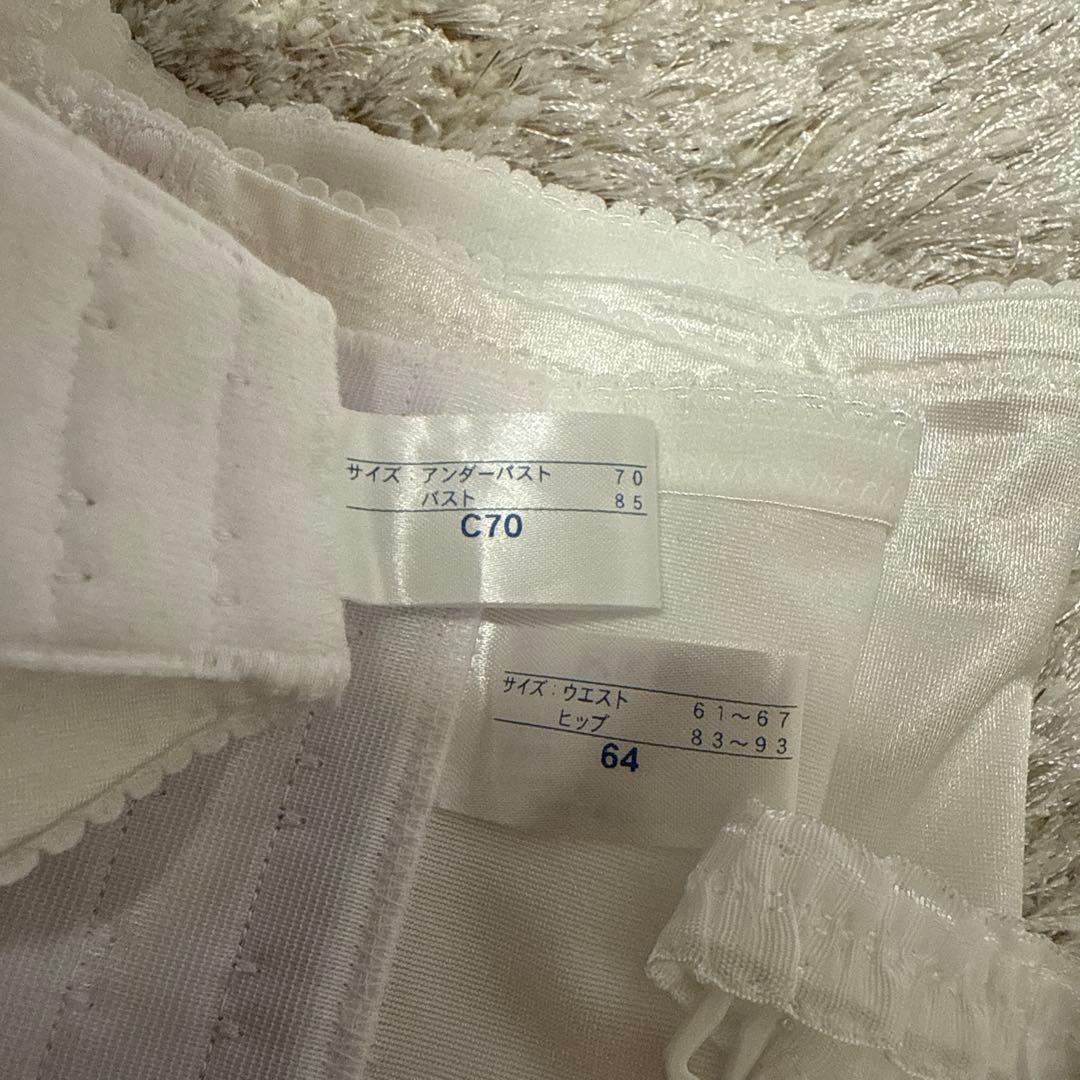 サイズ：アンダーバスト 70
バスト 85
C70
サイズ：ウエスト 61～67
ヒップ 83～93
64